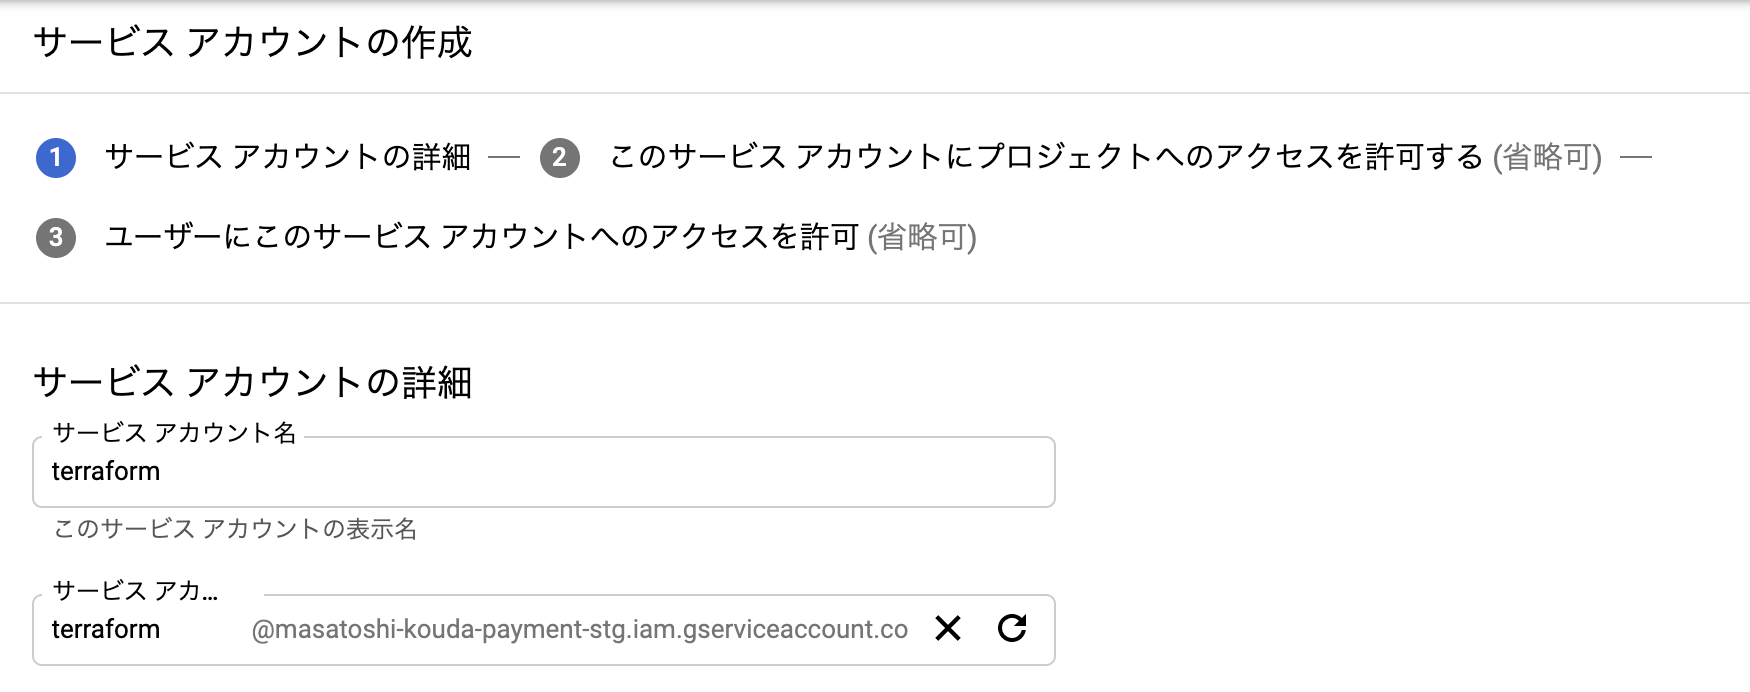 サービス アカウントの作成
1 サービス アカウントの詳細 — 2 このサービス アカウントにプロジェクトへのアクセスを許可する (省略可) —
3 ユーザーにこのサービス アカウントへのアクセスを許可 (省略可)
サービス アカウントの詳細
サービス アカウント名
terraform
このサービス アカウントの表示名
サービス アカ...
terraform @masatoshi-kouda-payment-stg.iam.gserviceaccount.co